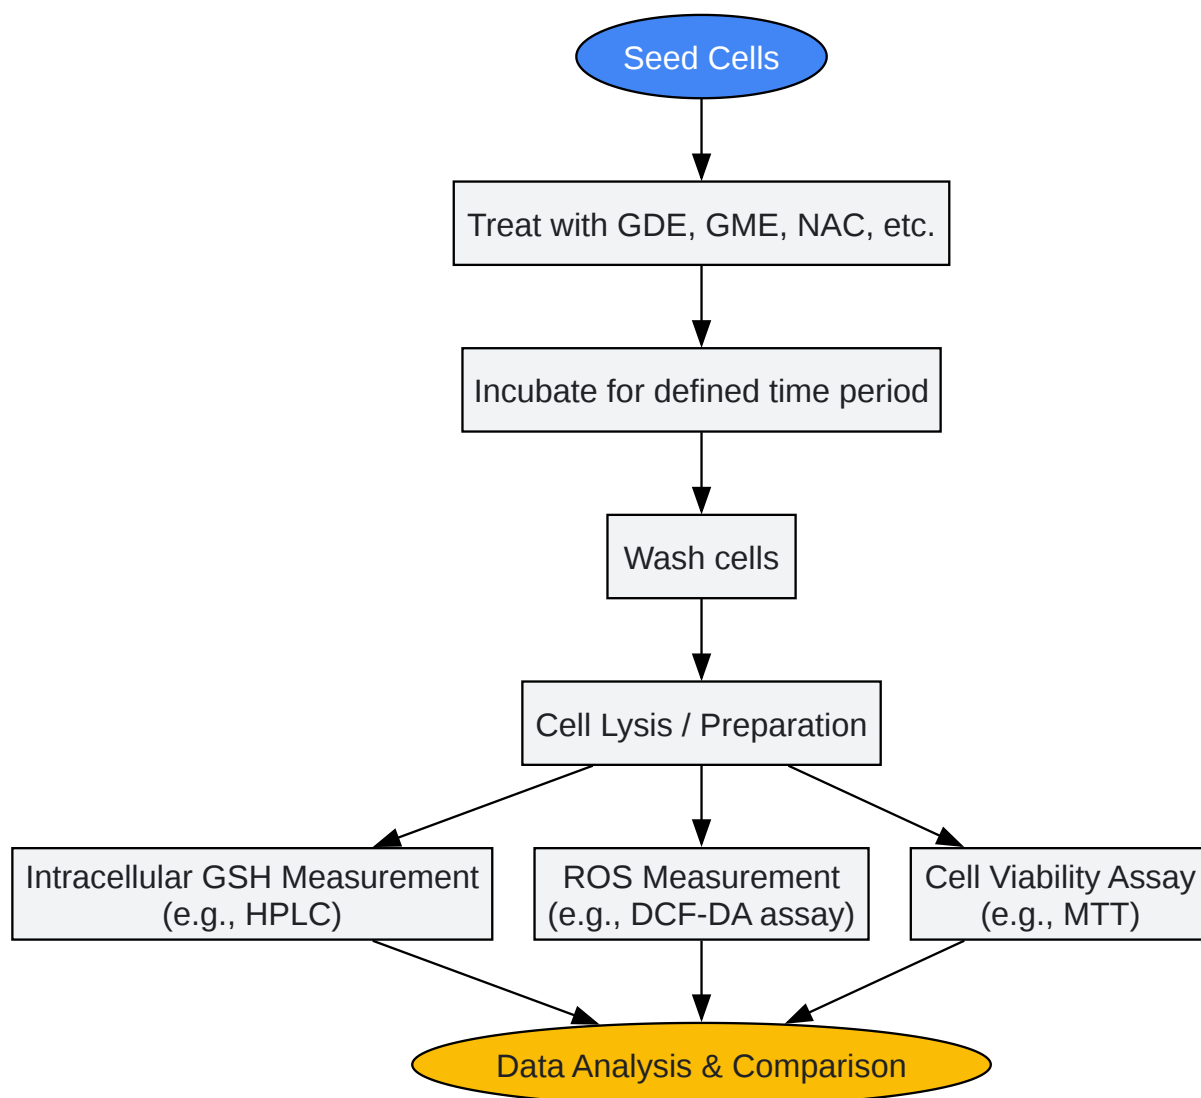 Seed Cells
Treat with GDE, GME, NAC, etc.
Incubate for defined time period
Wash cells
Cell Lysis / Preparation
Intracellular GSH Measurement
(e.g., HPLC)
ROS Measurement
(e.g., DCF-DA assay)
Cell Viability Assay
(e.g., MTT)
Data Analysis & Comparison